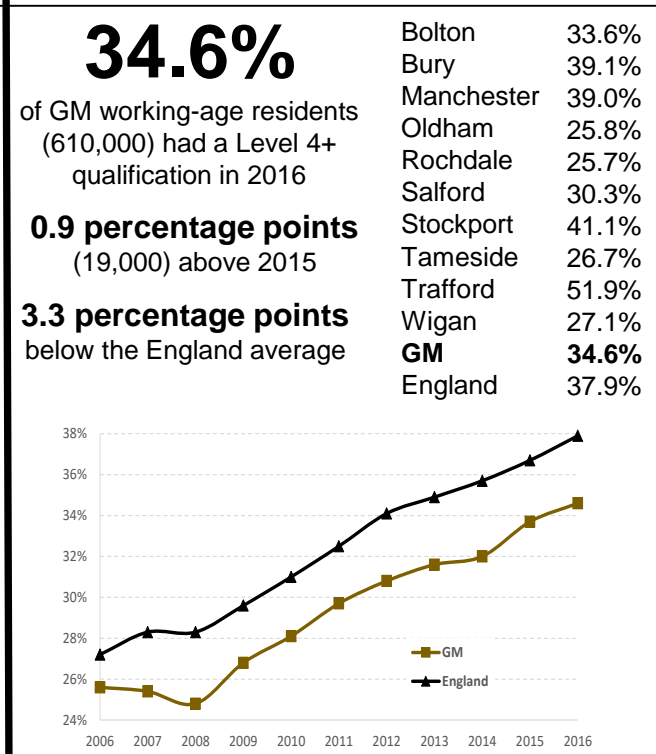 34.6%
of GM working-age residents
(610,000) had a Level 4+
qualification in 2016
0.9 percentage points
(19,000) above 2015
3.3 percentage points
below the England average
Bolton 33.6%
Bury 39.1%
Manchester 39.0%
Oldham 25.8%
Rochdale 25.7%
Salford 30.3%
Stockport 41.1%
Tameside 26.7%
Trafford 51.9%
Wigan 27.1%
GM 34.6%
England 37.9%
38%
36%
34%
32%
30%
28%
26%
24%
GM
England
2006 2007 2008 2009 2010 2011 2012 2013 2014 2015 2016